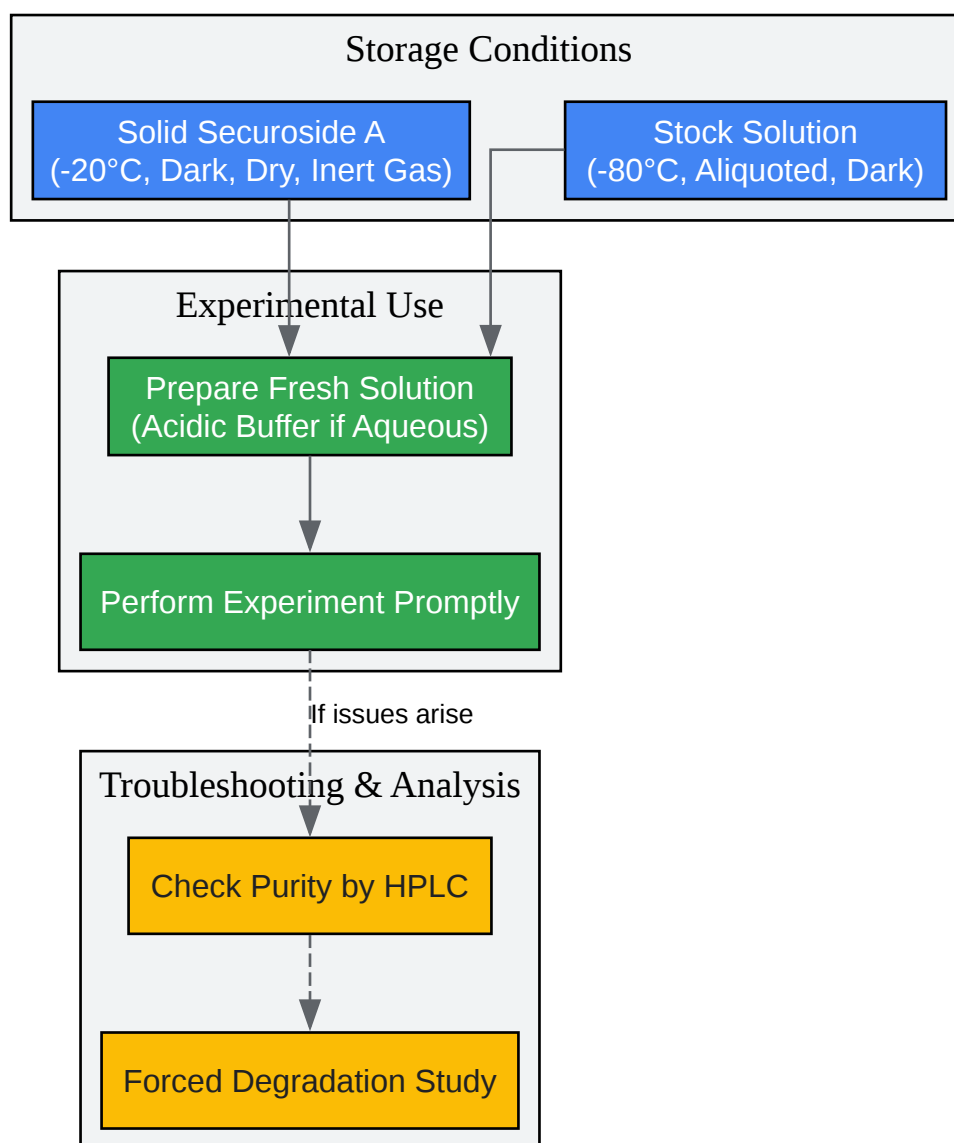 Storage Conditions
Solid Securoside A
(-20°C, Dark, Dry, Inert Gas)
Stock Solution
(-80°C, Aliquoted, Dark)
Experimental Use
Prepare Fresh Solution
(Acidic Buffer if Aqueous)
Perform Experiment Promptly
If issues arise
Troubleshooting & Analysis
Check Purity by HPLC
Forced Degradation Study